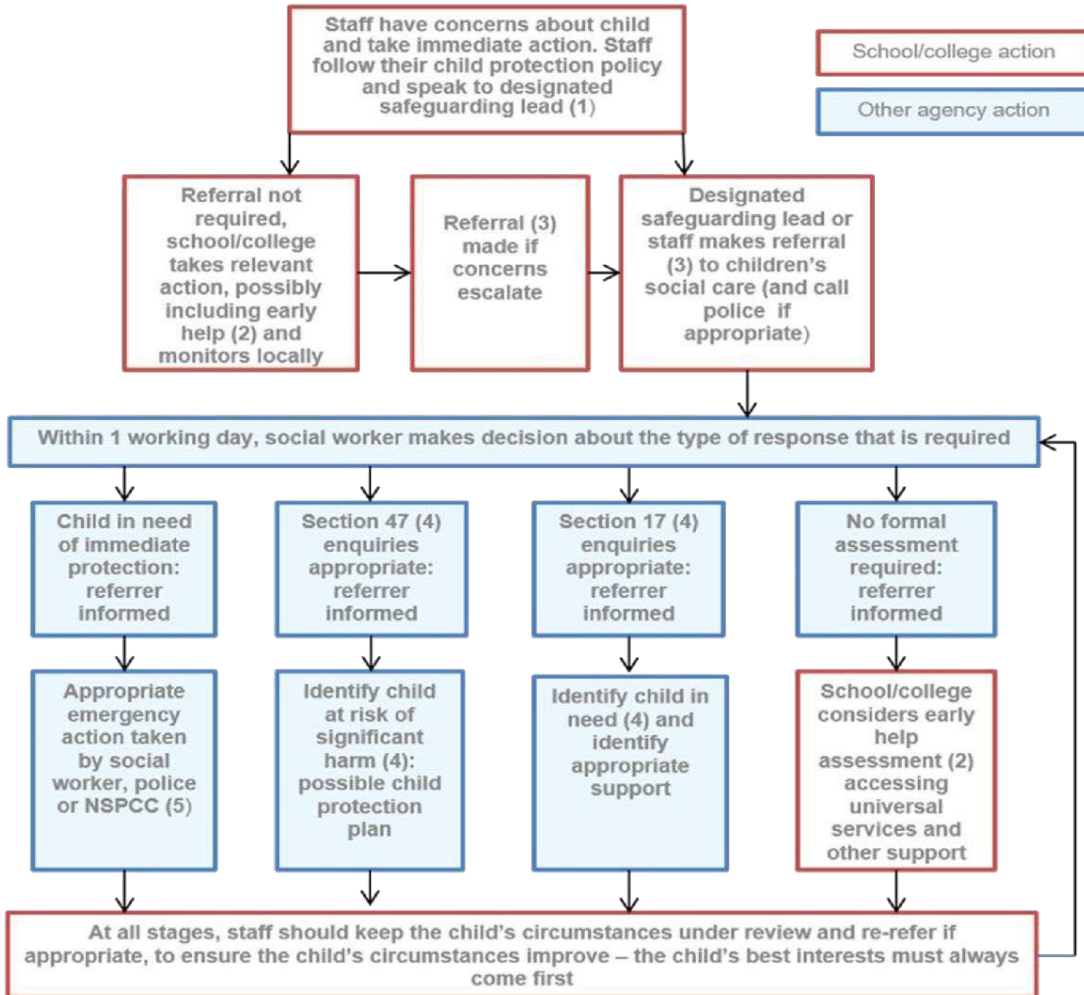 Staff have concerns about child
and take immediate action. Staff
follow their child protection policy
and speak to designated
safeguarding lead (1)
School/college action
Other agency action
Referral not
required,
school/college
takes relevant
action, possibly
including early
help (2) and
monitors locally
Referral (3)
made if
concerns
escalate
Designated
safeguarding lead or
staff makes referral
(3) to children’s
social care (and call
police if
appropriate)
Within 1 working day, social worker makes decision about the type of response that is required
Child in need
of immediate
protection:
referrer
informed
Section 47 (4)
enquiries
appropriate:
referrer
informed
Section 17 (4)
enquiries
appropriate:
referrer
informed
No formal
assessment
required:
referrer
informed
Appropriate
emergency
action taken
by social
worker, police
or NSPCC (5)
Identify child
at risk of
significant
harm (4):
possible child
protection
plan
Identify child in
need (4) and
identify
appropriate
support
School/college
considers early
help
assessment (2)
accessing
universal
services and
other support
At all stages, staff should keep the child’s circumstances under review and re-refer if
appropriate, to ensure the child’s circumstances improve – the child’s best interests must always
come first